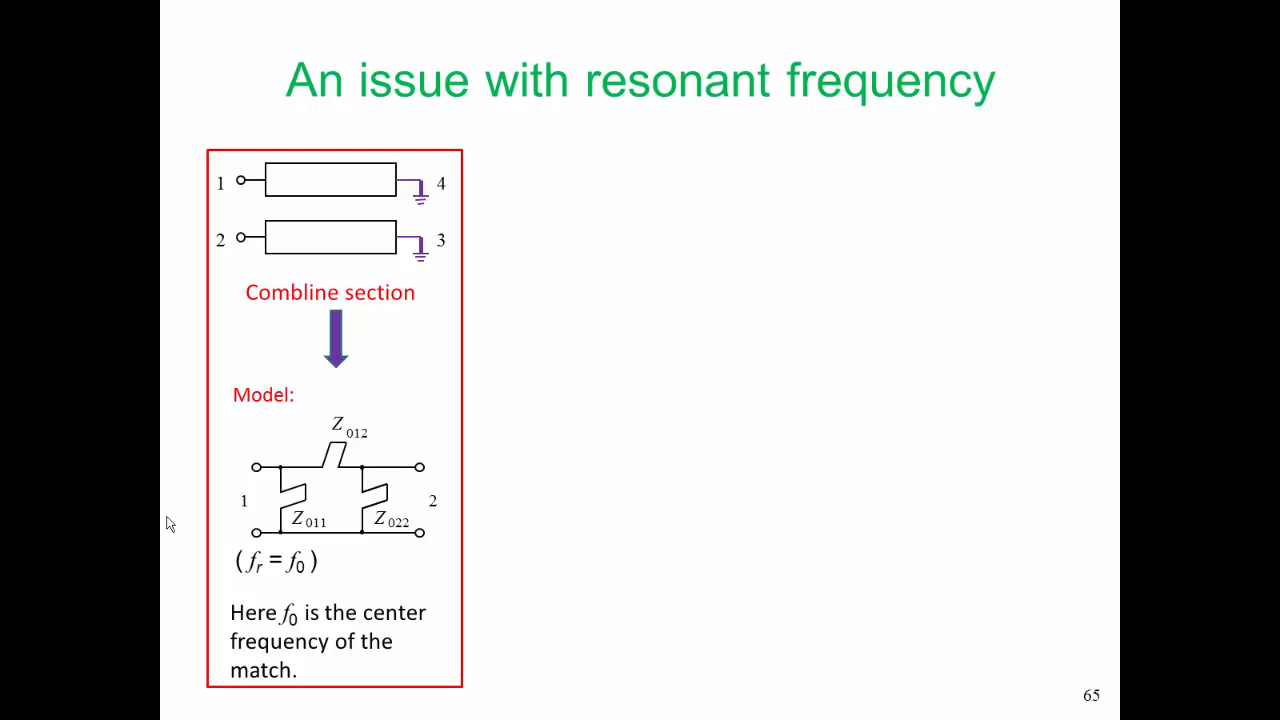 An issue with resonant frequency
1 4
2 3
Combline section
Model:
Z012
1 2
Z011 Z022
( fr = f0 )
Here f0 is the center
frequency of the
match.
65